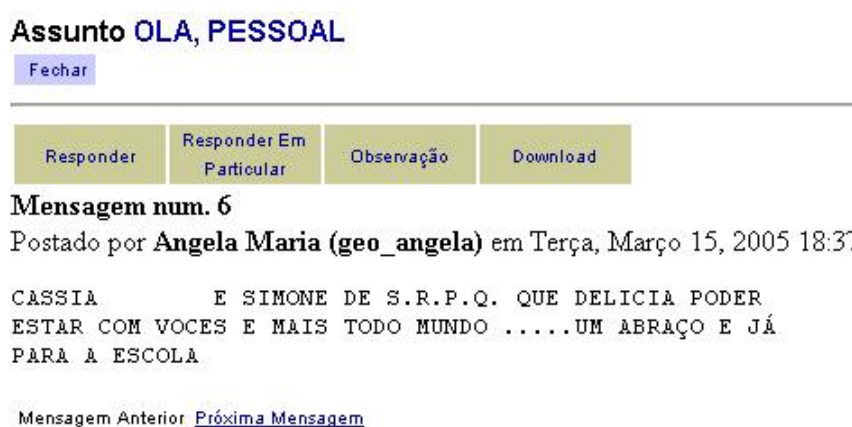 Assunto OLA, PESSOAL
Fechar
Responder
Responder Em
Particular
Observação
Download
Mensagem num. 6
Postado por Angela Maria (geo_angela) em Terça, Março 15, 2005 18:37
CASSIA E SIMONE DE S.R.P.Q. QUE DELICIA PODER
ESTAR COM VOCES E MAIS TODO MUNDO .....UM ABRAÇO E JÁ
PARA A ESCOLA
Mensagem Anterior Próxima Mensagem